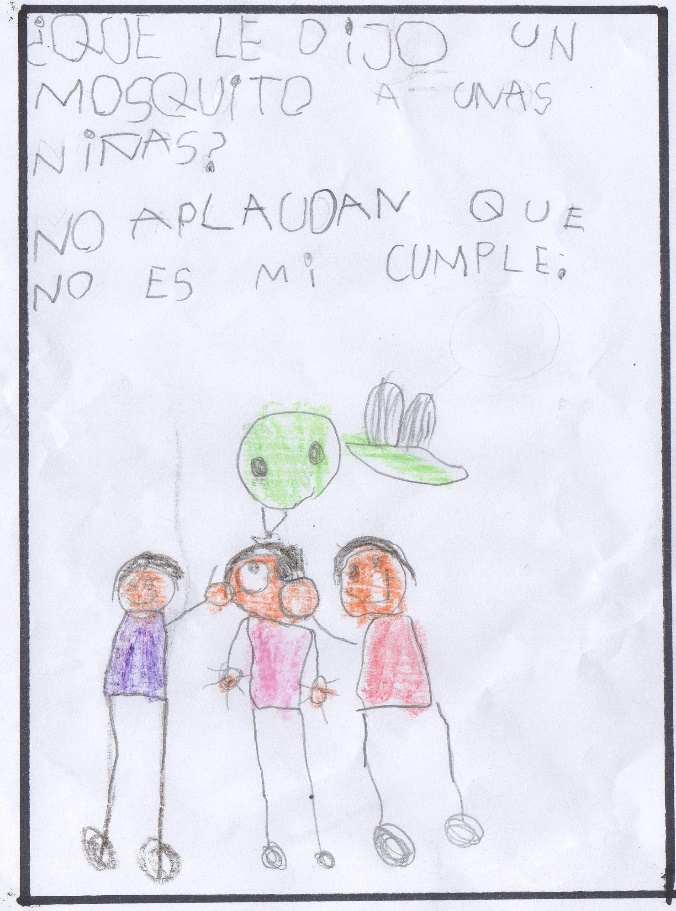 ¿QUE LE DIJO UN
MOSQUITO A UNAS
NIÑAS?
NO APLAUDAN QUE
NO ES MI CUMPLE.